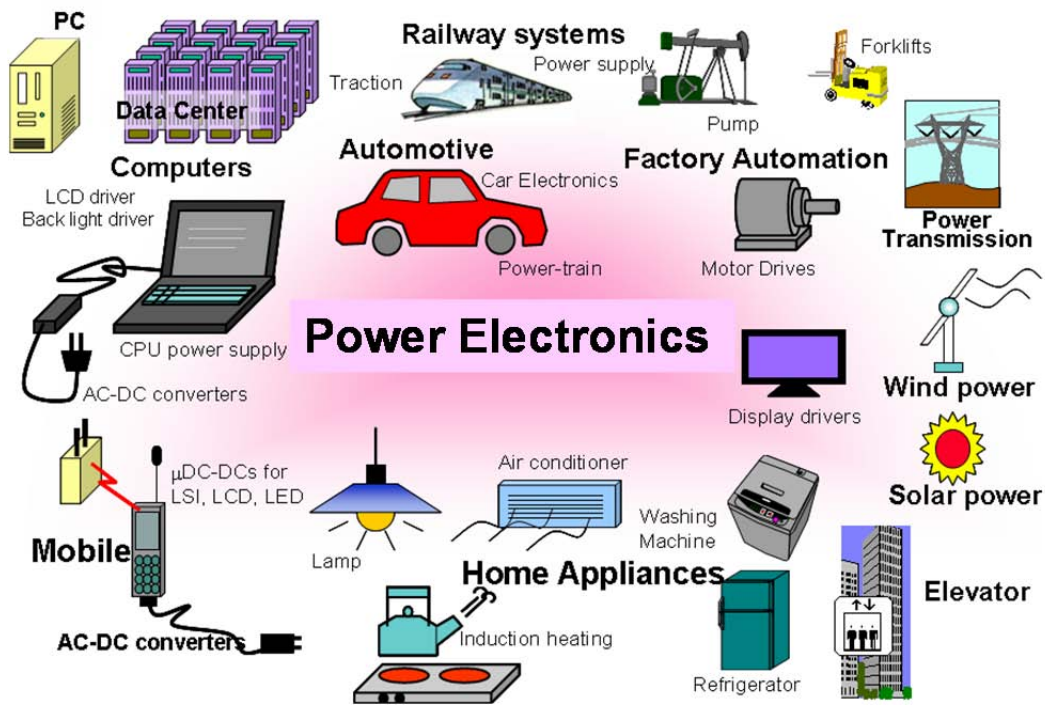 PC
Data Center
Computers
Railway systems
Traction
Power supply
Pump
Forklifts
Automotive
Car Electronics
Power-train
Factory Automation
Motor Drives
Power
Transmission
LCD driver
Back light driver
CPU power supply
AC-DC converters
Power Electronics
Display drivers
Wind power
Solar power
μDC-DCs for
LSI, LCD, LED
Mobile
AC-DC converters
Lamp
Air conditioner
Washing
Machine
Home Appliances
Induction heating
Refrigerator
Elevator